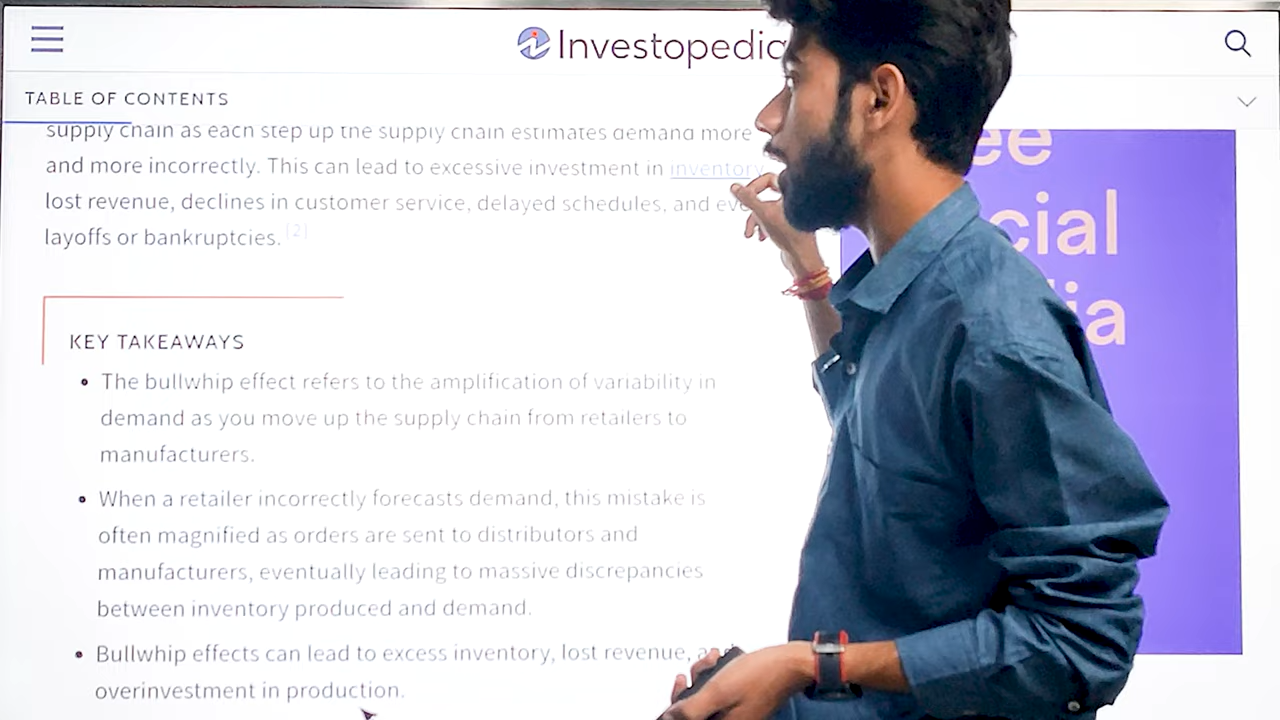 Investopedia
TABLE OF CONTENTS
supply chain as each step up the supply chain estimates demand more
and more incorrectly. This can lead to excessive investment in inventory
lost revenue, declines in customer service, delayed schedules, and
layoffs or bankruptcies. [2]
KEY TAKEAWAYS
• The bullwhip effect refers to the amplification of variability in
demand as you move up the supply chain from retailers to
manufacturers.
• When a retailer incorrectly forecasts demand, this mistake is
often magnified as orders are sent to distributors and
manufacturers, eventually leading to massive discrepancies
between inventory produced and demand.
• Bullwhip effects can lead to excess inventory, lost revenue, and
overinvestment in production.